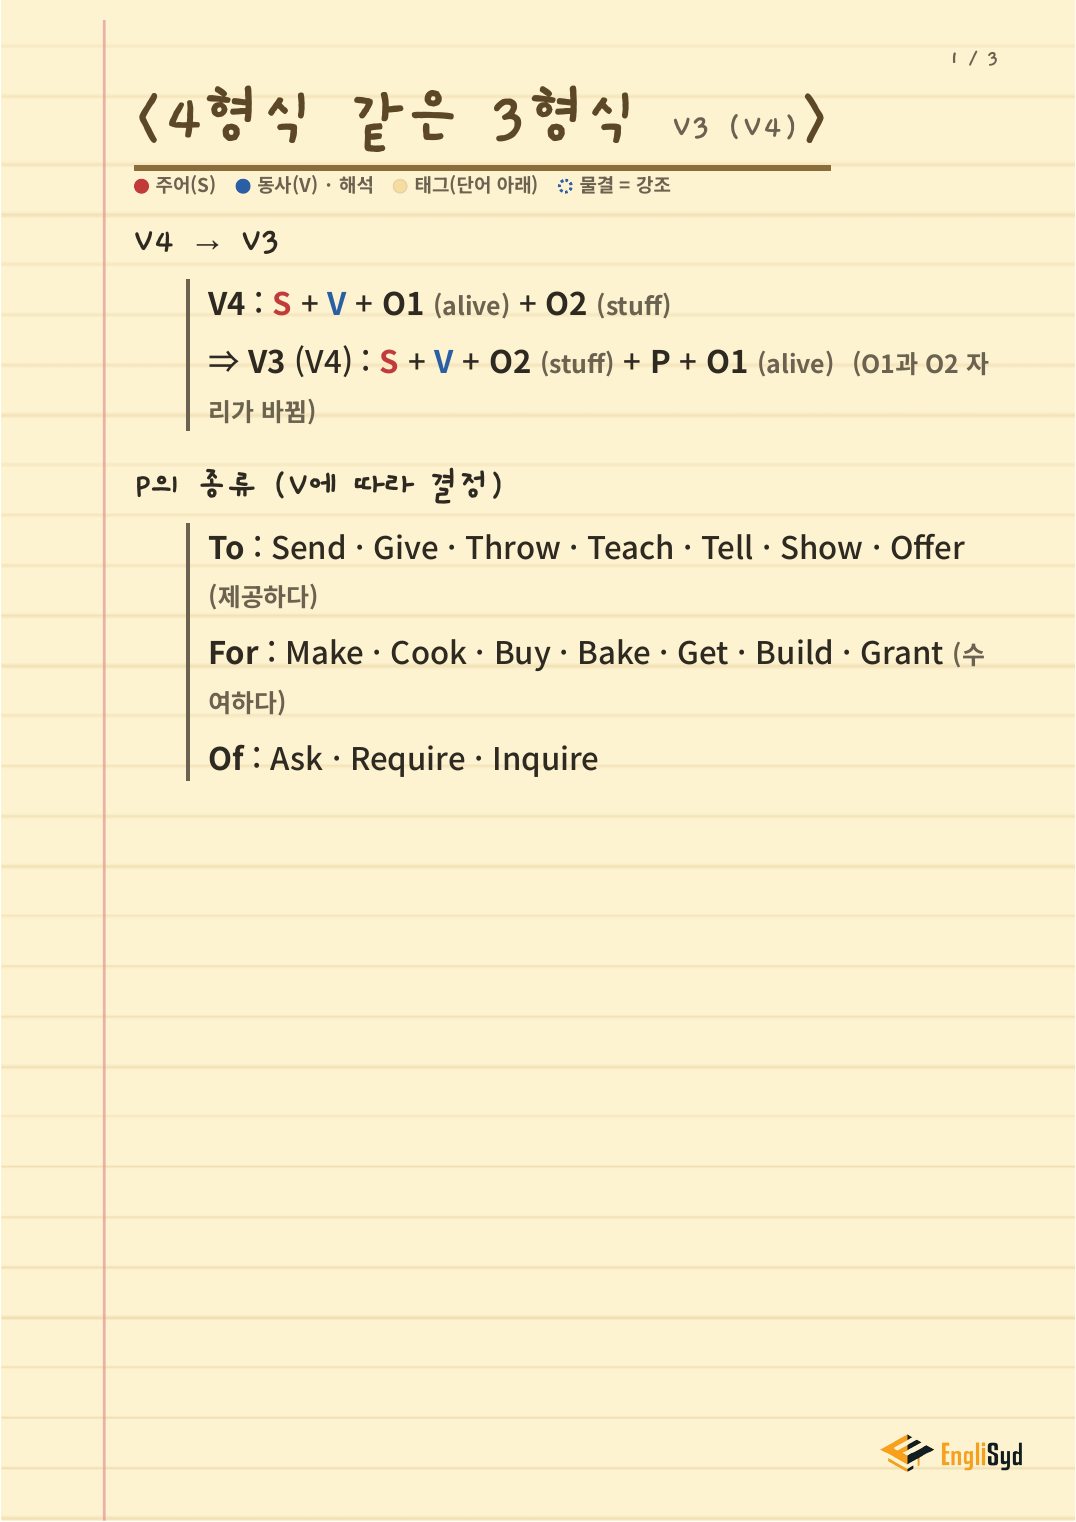 1 / 3
<4형식 같은 3형식 V3 (V4)>
주어(S) 동사(V) · 해석 태그(단어 아래) 물결 = 강조
V4 → V3
V4 : S + V + O1 (alive) + O2 (stuff)
⇒ V3 (V4) : S + V + O2 (stuff) + P + O1 (alive) (O1과 O2 자
리가 바뀜)
P의 종류 (V에 따라 결정)
To : Send · Give · Throw · Teach · Tell · Show · Offer
(제공하다)
For : Make · Cook · Buy · Bake · Get · Build · Grant (수
여하다)
Of : Ask · Require · Inquire
EngliSyd